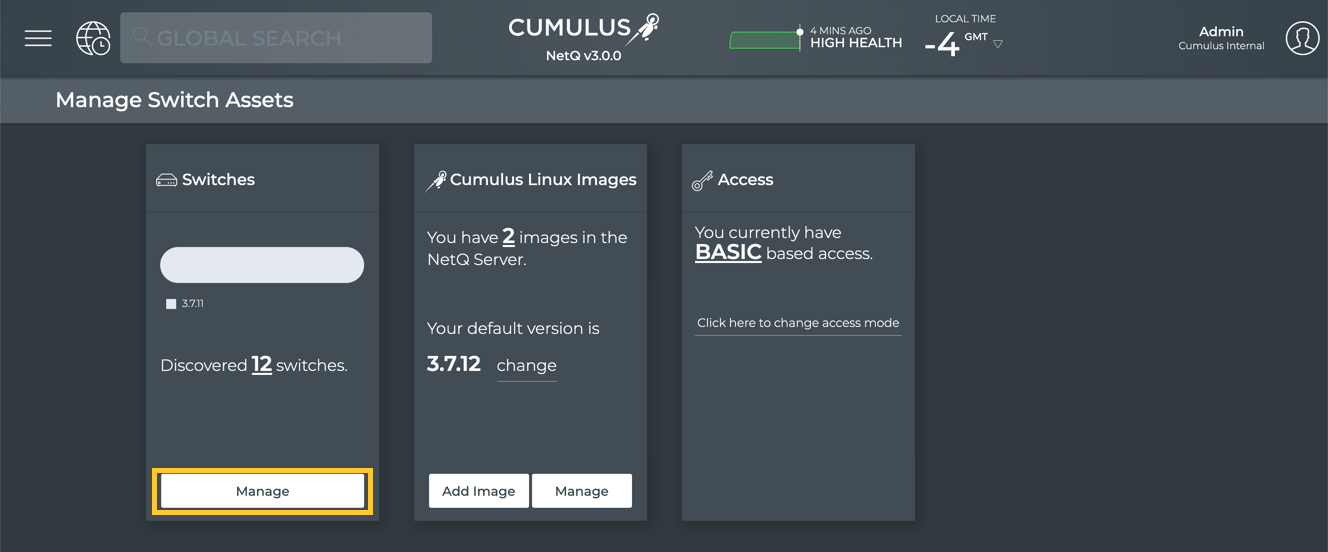 GLOBAL SEARCH
CUMULUS
NetQ v3.0.0
4 MINS AGO
HIGH HEALTH
LOCAL TIME
-4 GMT
Admin
Cumulus Internal
Manage Switch Assets
Switches
3.7.11
Discovered 12 switches.
Manage
Cumulus Linux Images
You have 2 images in the
NetQ Server.
Your default version is
3.7.12 change
Add Image Manage
Access
You currently have
BASIC based access.
Click here to change access mode